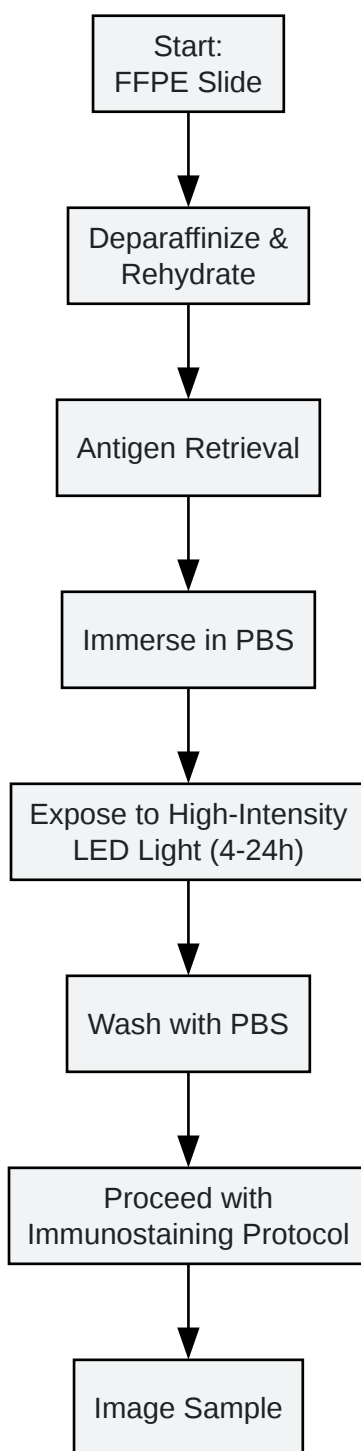 Start:
FFPE Slide
Deparaffinize &
Rehydrate
Antigen Retrieval
Immerse in PBS
Expose to High-Intensity
LED Light (4-24h)
Wash with PBS
Proceed with
Immunostaining Protocol
Image Sample